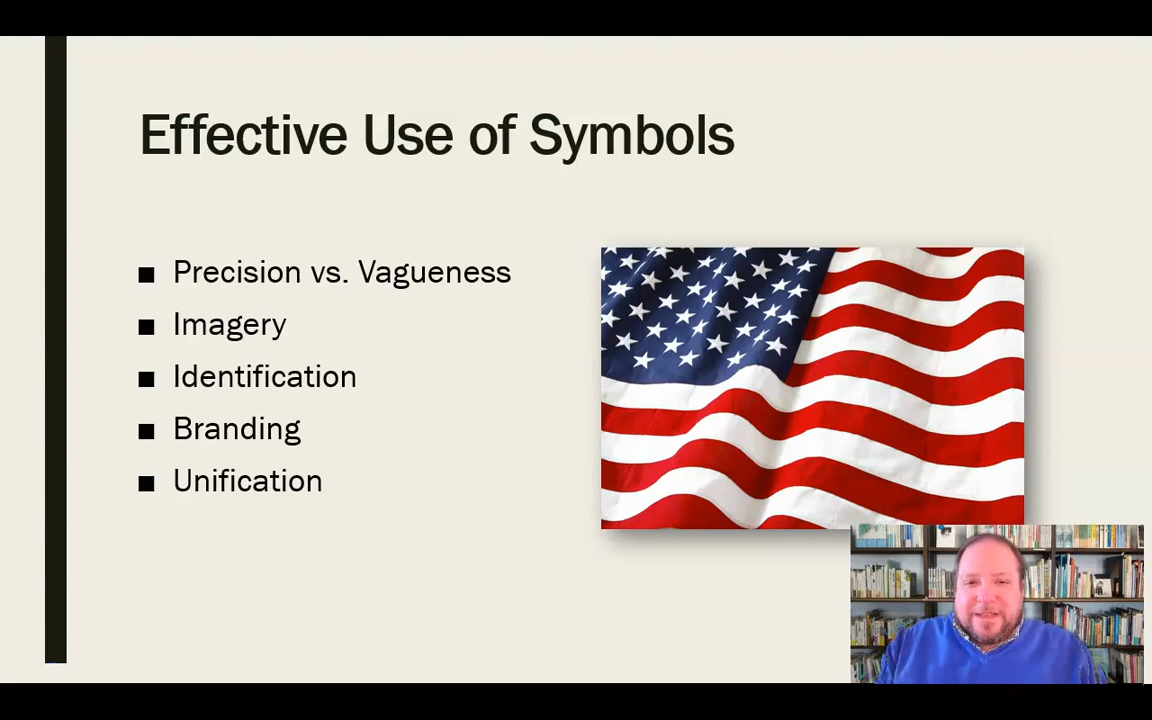 Effective Use of Symbols
Precision vs. Vagueness
Imagery
Identification
Branding
Unification